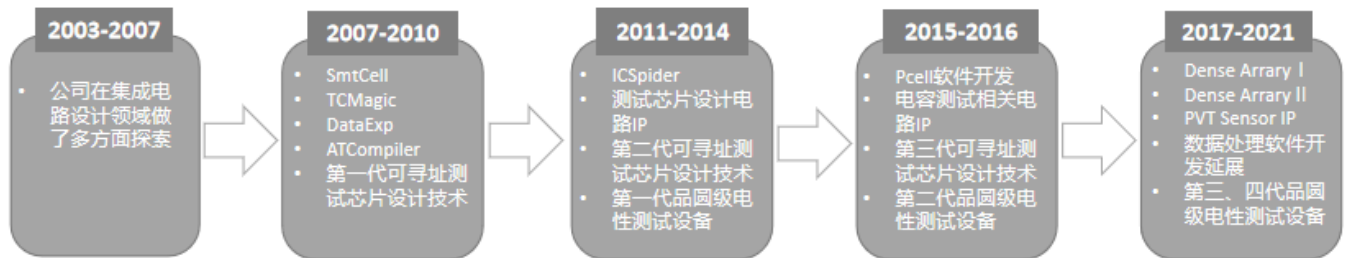 2003-2007
• 公司在集成电
路设计领域做
了多方面探索
2007-2010
• SmtCell
• TCMagic
• DataExp
• ATCompiler
• 第一代可寻址测
试芯片设计技术
2011-2014
• ICSpider
• 测试芯片设计电
路IP
• 第二代可寻址测
试芯片设计技术
• 第一代品圆级电
性测试设备
2015-2016
• Pcell软件开发
• 电容测试相关电
路IP
• 第三代可寻址测
试芯片设计技术
• 第二代品圆级电
性测试设备
2017-2021
• Dense Arrary Ⅰ
• Dense Arrary Ⅱ
• PVT Sensor IP
• 数据处理软件开
发延展
• 第三、四代品圆
级电性测试设备